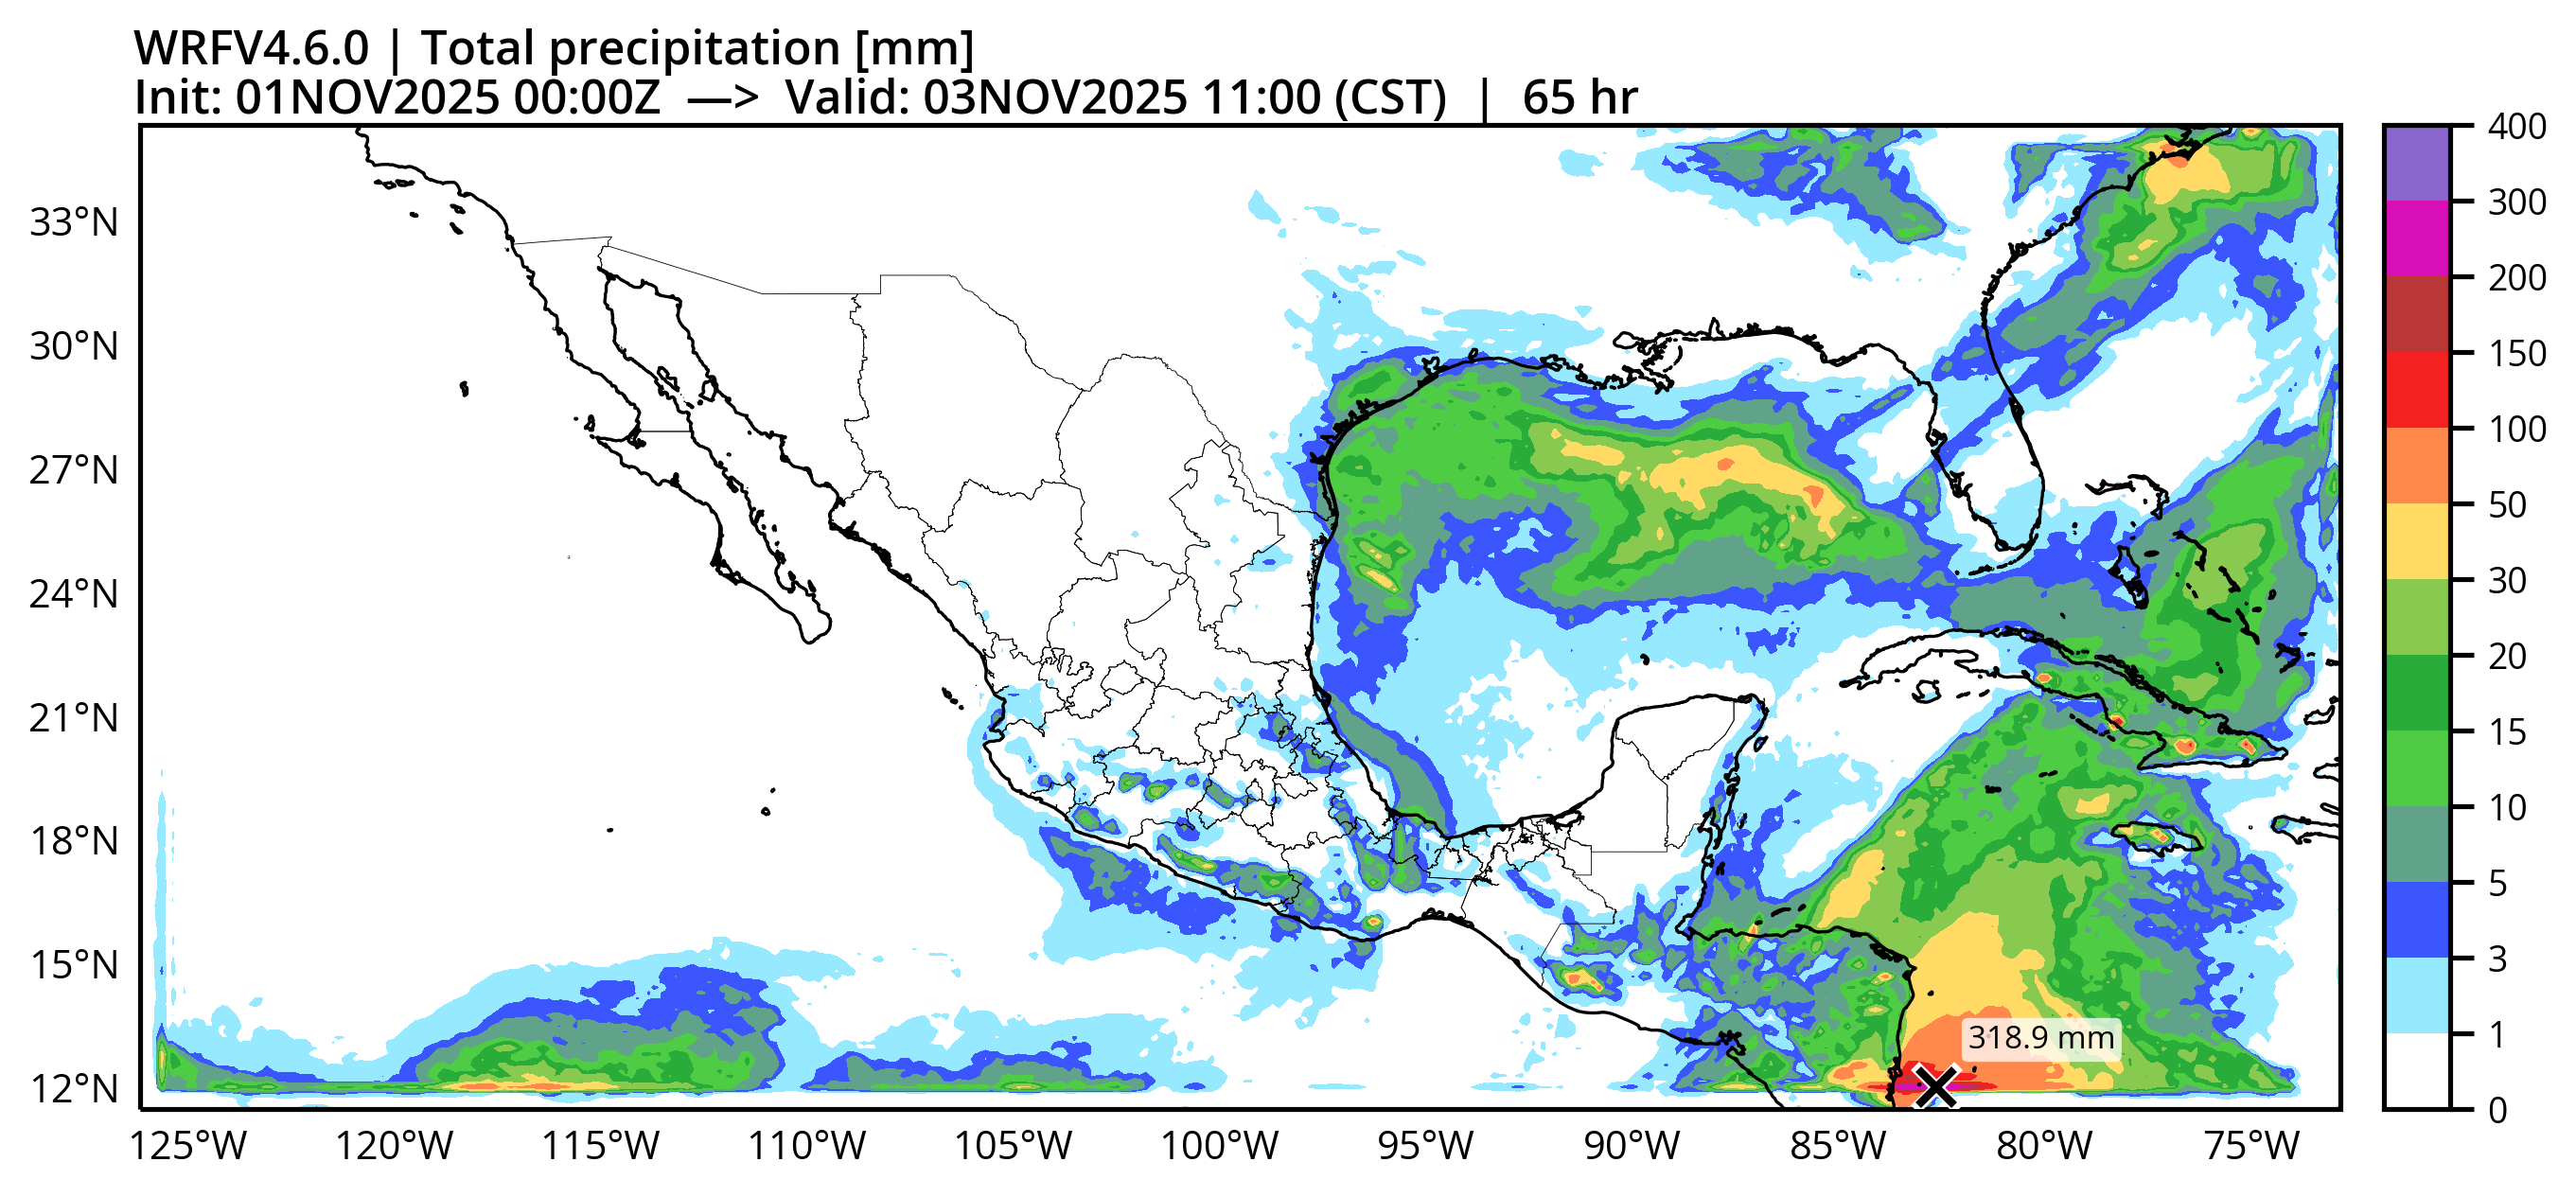 WRFV4.6.0 | Total precipitation [mm]
Init: 01NOV2025 00:00Z —> Valid: 03NOV2025 11:00 (CST) | 65 hr
33°N
30°N
27°N
24°N
21°N
18°N
15°N
12°N
318.9 mm
125°W 120°W 115°W 110°W 105°W 100°W 95°W 90°W 85°W 80°W 75°W
400
300
200
150
100
50
30
20
15
10
5
3
1
0